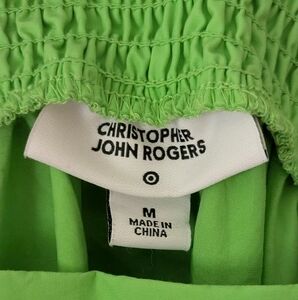 CHRISTOPHER
JOHN ROGERS
M
MADE IN
CHINA